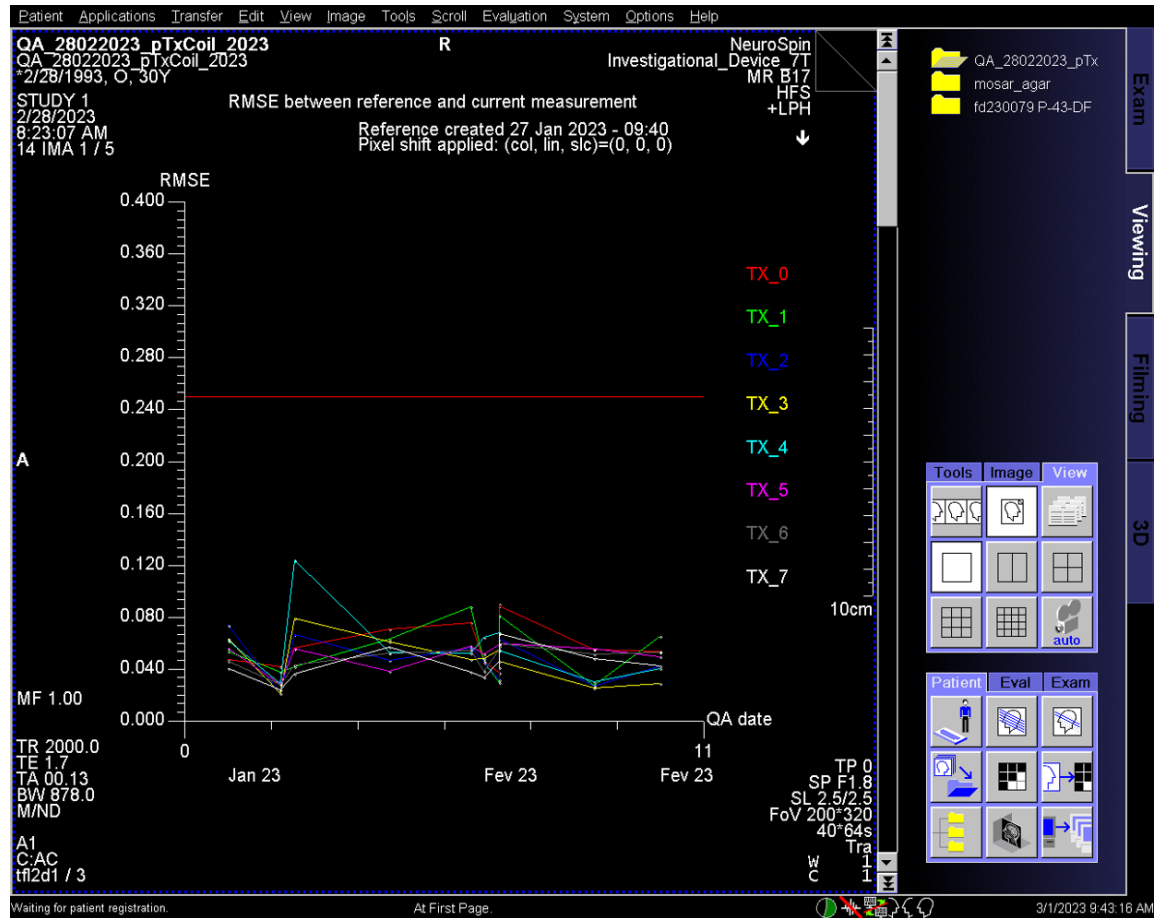 Patient Applications Transfer Edit View Image Tools Scroll Evaluation System Options Help
QA_28022023_pTxCoil_2023
QA_28022023_pTxCoil_2023
*2/28/1993, O, 30Y
STUDY 1
2/28/2023
8:23:07 AM
14 IMA 1 / 5
R
NeuroSpin
Investigational_Device_7T
MR B17
HFS
+LPH
RMSE between reference and current measurement
Reference created 27 Jan 2023 - 09:40
Pixel shift applied: (col, lin, slc)=(0, 0, 0)
RMSE
0.400
0.360
0.320
0.280
0.240
0.200
0.160
0.120
0.080
0.040
0.000
A
TX_0
TX_1
TX_2
TX_3
TX_4
TX_5
TX_6
TX_7
10cm
QA date
0
11
Jan 23
Fev 23
Fev 23
MF 1.00
TR 2000.0
TE 1.7
TA 00.13
BW 878.0
M/ND
A1
C:AC
tfl2d1 / 3
TP 0
SP F1.8
SL 2.5/2.5
FoV 200*320
40*64s
Tra
W 1
C 1
QA_28022023_pTx
mosar_agar
fd230079 P-43-DF
Exam
Viewing
Filming
3D
Tools Image View
auto
Patient Eval Exam
Waiting for patient registration.
At First Page.
3/1/2023 9:43:16 AM